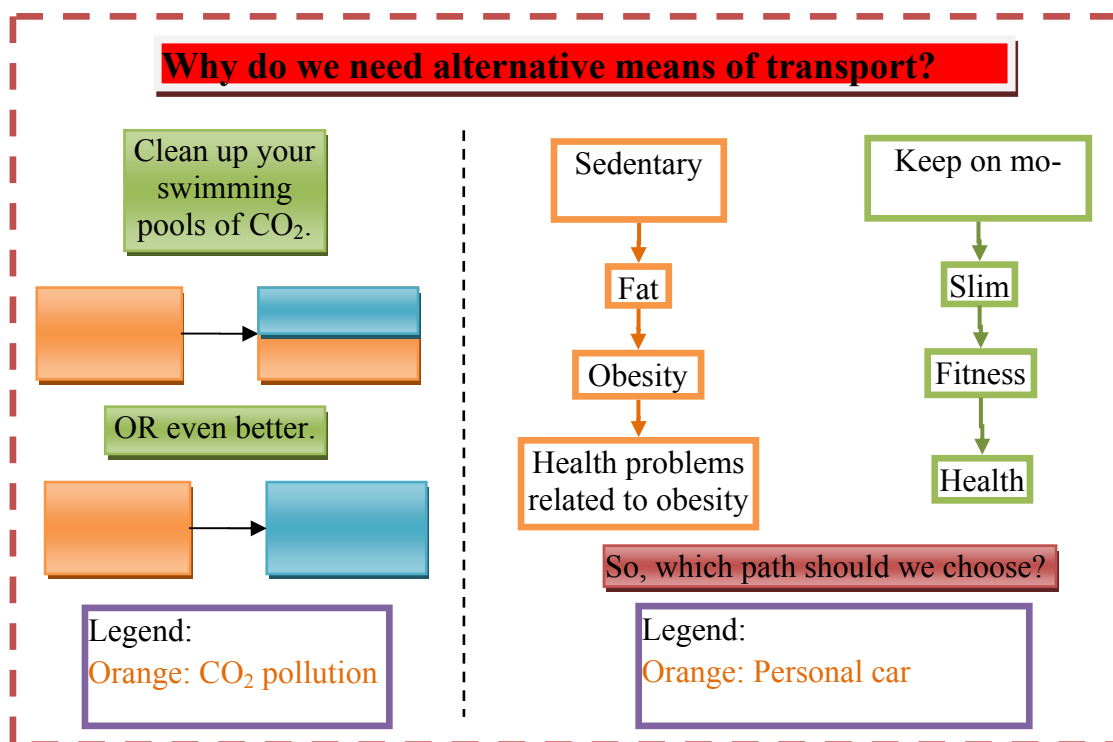 Why do we need alternative means of transport?
Clean up your
swimming
pools of CO₂.
OR even better.
Legend:
Orange: CO₂ pollution
Sedentary
Fat
Obesity
Health problems
related to obesity
Keep on mo-
Slim
Fitness
Health
So, which path should we choose?
Legend:
Orange: Personal car